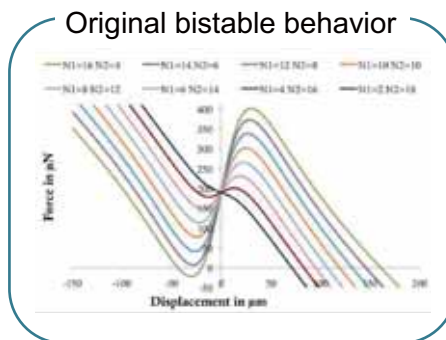 Original bistable behavior
N1=16 N2=4 N1=14 N2=6 N1=12 N2=8 N1=10 N2=10
N1=8 N2=12 N1=6 N2=14 N1=4 N2=16 N1=2 N2=18
400
350
300
250
200
150
100
50
0
-50
Force in µN
-150 -100 -50 0 50 100 150 200
Displacement in µm